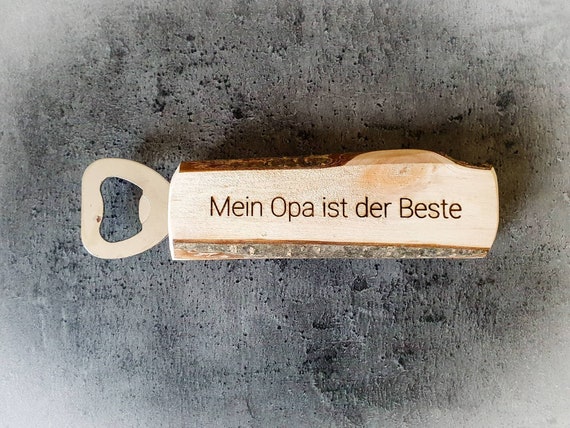 Mein Opa ist der Beste